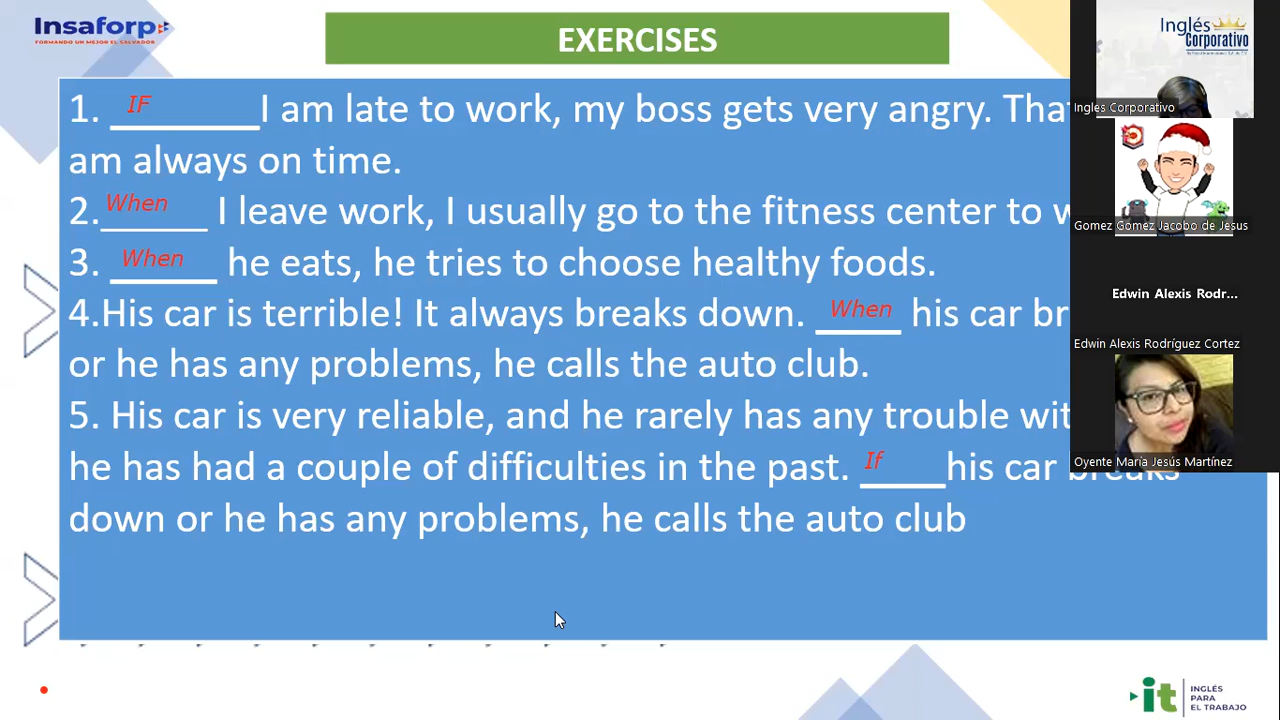 Insaforp
FORMANDO UN MEJOR EL SALVADOR
EXERCISES
1. IF I am late to work, my boss gets very angry.
am always on time.
2. When I leave work, I usually go to the fitness center to
3. When he eats, he tries to choose healthy foods.
4.His car is terrible! It always breaks down. When his car
or he has any problems, he calls the auto club.
5. His car is very reliable, and he rarely has any trouble
he has had a couple of difficulties in the past. If his car breaks
down or he has any problems, he calls the auto club
Inglés
Corporativo
Ingles Corporativo
Gomez Gomez Jacobo de Jesus
Edwin Alexis Rodr...
Edwin Alexis Rodríguez Cortez
Oyente María Jesús Martínez
it
INGLÉS
PARA
EL TRABAJO